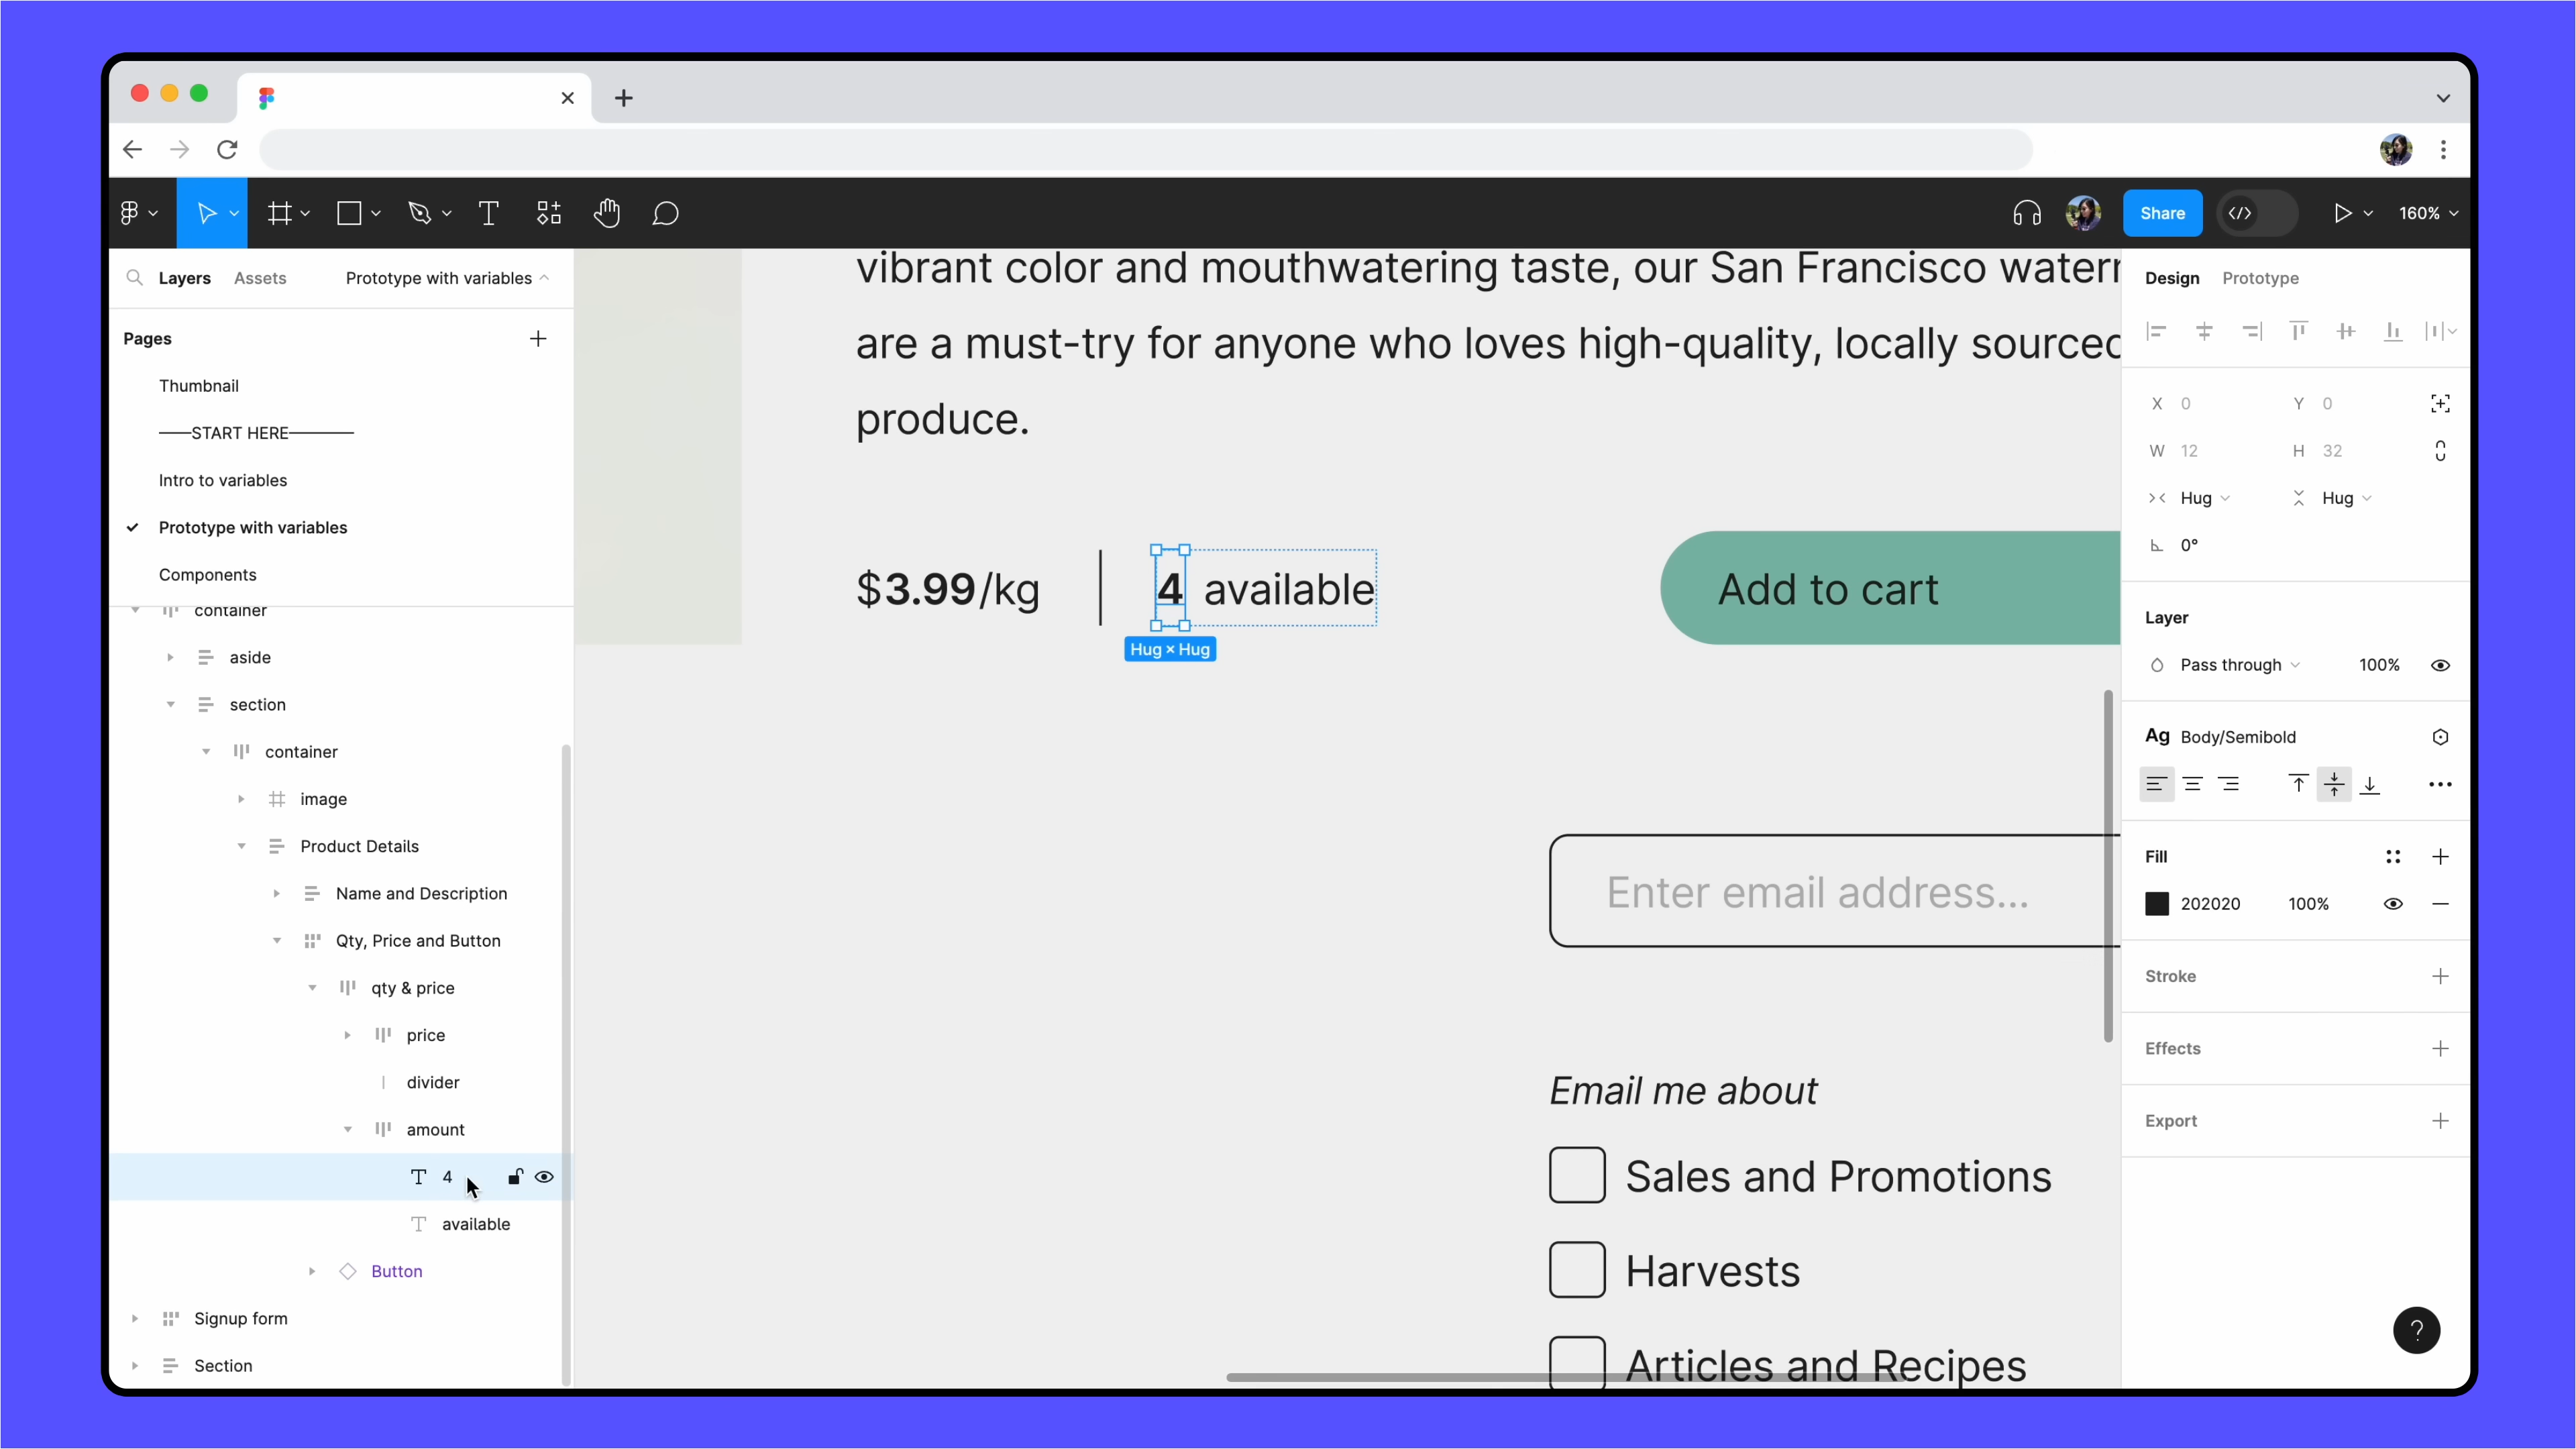 Share
160%
Layers
Assets
Prototype with variables
Pages
Thumbnail
——START HERE————
Intro to variables
Prototype with variables
Components
container
aside
section
container
image
Product Details
Name and Description
Qty, Price and Button
qty & price
price
divider
amount
4
available
Button
Signup form
Section
vibrant color and mouthwatering taste, our San Francisco
are a must-try for anyone who loves high-quality, locally sourced
produce.
$3.99/kg
4 available
Hug × Hug
Add to cart
Enter email address...
Email me about
Sales and Promotions
Harvests
Articles and Recipes
Design
Prototype
X 0
Y 0
W 12
H 32
Hug
Hug
0°
Layer
Pass through
100%
Ag Body/Semibold
Fill
202020
100%
Stroke
Effects
Export
?